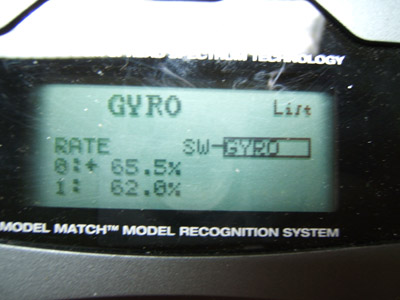 SPECTRUM TECHNOLOGY
GYRO List
RATE SW-GYRO
0:+ 65.5%
1: 62.0%
MODEL MATCH™ MODEL RECOGNITION SYSTEM